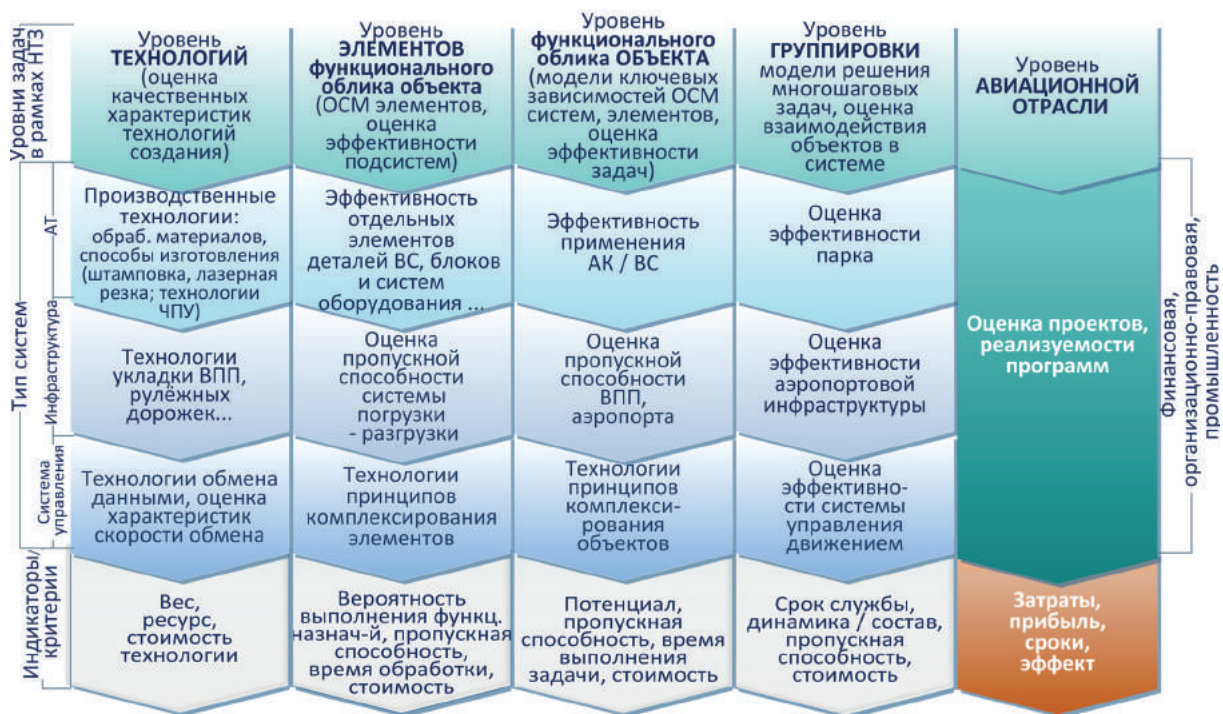 Уровни задач
в рамках НТЗ
Уровень
ТЕХНОЛОГИЙ
(оценка
качественных
характеристик
технологий
создания)
Уровень
ЭЛЕМЕНТОВ
функционального
облика объекта
(ОСМ элементов,
оценка
эффективности
подсистем)
Уровень
функционального
облика ОБЪЕКТА
(модели ключевых
зависимостей ОСМ
систем, элементов,
оценка
эффективности
задач)
Уровень
ГРУППИРОВКИ
модели решения
многошаговых
задач, оценка
взаимодействия
объектов в
системе
Уровень
АВИАЦИОННОЙ
ОТРАСЛИ
Тип систем
АТ
Производственные
технологии:
обраб. материалов,
способы изготовления
(штамповка, лазерная
резка; технологии
ЧПУ)
Эффективность
отдельных
элементов
деталей ВС, блоков
и систем
оборудования ...
Эффективность
применения
АК / ВС
Оценка
эффективности
парка
Инфраструктура
Технологии
укладки ВПП,
рулёжных
дорожек...
Оценка
пропускной
способности
системы
погрузки
- разгрузки
Оценка
пропускной
способности
ВПП,
аэропорта
Оценка
эффективности
аэропортовой
инфраструктуры
Оценка проектов,
реализуемости
программ
Финансовая,
организационно-правовая,
промышленность
Система
управления
Технологии обмена
данными, оценка
характеристик
скорости обмена
Технологии
принципов
комплексирования
элементов
Технологии
принципов
комплекси-
рования
объектов
Оценка
эффективно-
сти системы
управления
движением
Индикаторы/
критерии
Вес,
ресурс,
стоимость
технологии
Вероятность
выполнения функц.
назнач-й, пропускная
способность,
время обработки,
стоимость
Потенциал,
пропускная
способность, время
выполнения
задачи, стоимость
Срок службы,
динамика / состав,
пропускная
способность,
стоимость
Затраты,
прибыль,
сроки,
эффект